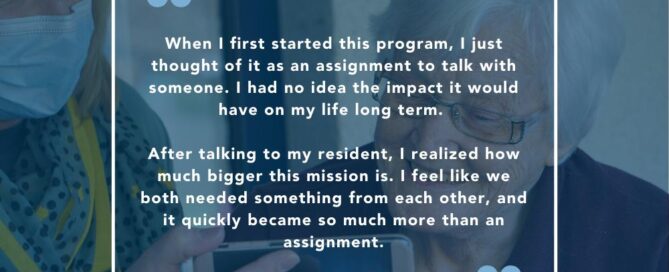 When I first started this program, I just
thought of it as an assignment to talk with
someone. I had no idea the impact it would
have on my life long term.
After talking to my resident, I realized how
much bigger this mission is. I feel like we
both needed something from each other, and
it quickly became so much more than an
assignment.